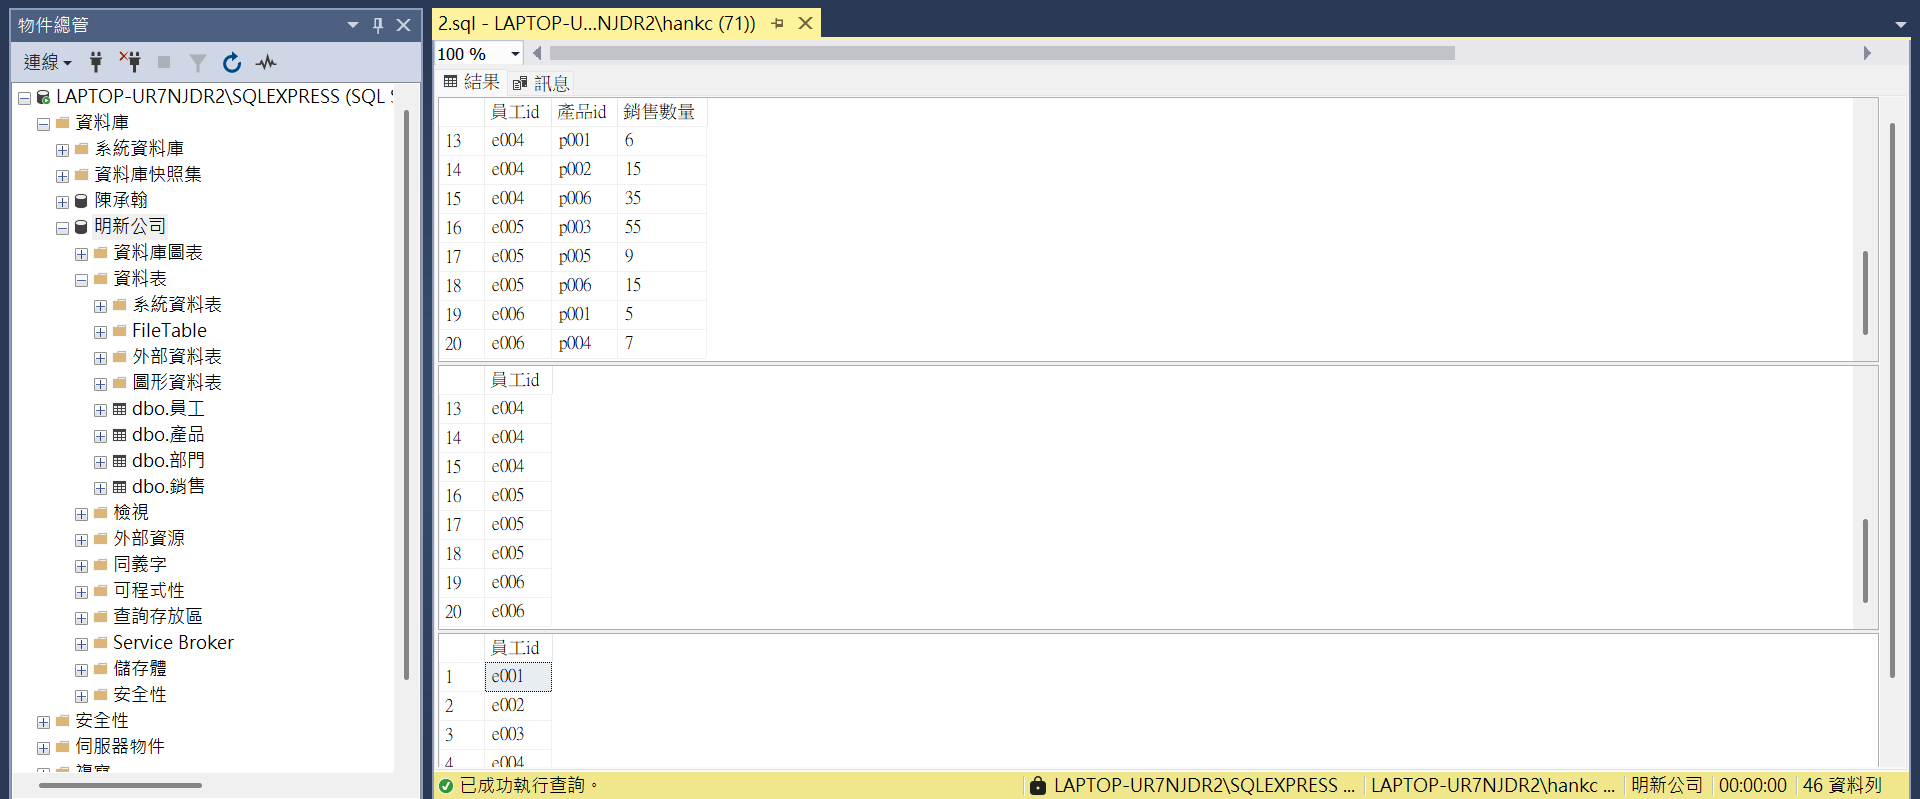 物件總管
連線
LAPTOP-UR7NJDR2\SQLEXPRESS (SQL S
資料庫
系統資料庫
資料庫快照集
陳承翰
明新公司
資料庫圖表
資料表
系統資料表
FileTable
外部資料表
圖形資料表
dbo.員工
dbo.產品
dbo.部門
dbo.銷售
檢視
外部資源
同義字
可程式性
查詢存放區
Service Broker
儲存體
安全性
安全性
伺服器物件
複寫
2.sql - LAPTOP-U...NJDR2\hankc (71))
100 %
結果 訊息
員工id 產品id 銷售數量
13 e004 p001 6
14 e004 p002 15
15 e004 p006 35
16 e005 p003 55
17 e005 p005 9
18 e005 p006 15
19 e006 p001 5
20 e006 p004 7
員工id
13 e004
14 e004
15 e004
16 e005
17 e005
18 e005
19 e006
20 e006
員工id
1 e001
2 e002
3 e003
4 e004
已成功執行查詢。 LAPTOP-UR7NJDR2\SQLEXPRESS ... LAPTOP-UR7NJDR2\hankc ... 明新公司 00:00:00 46 資料列